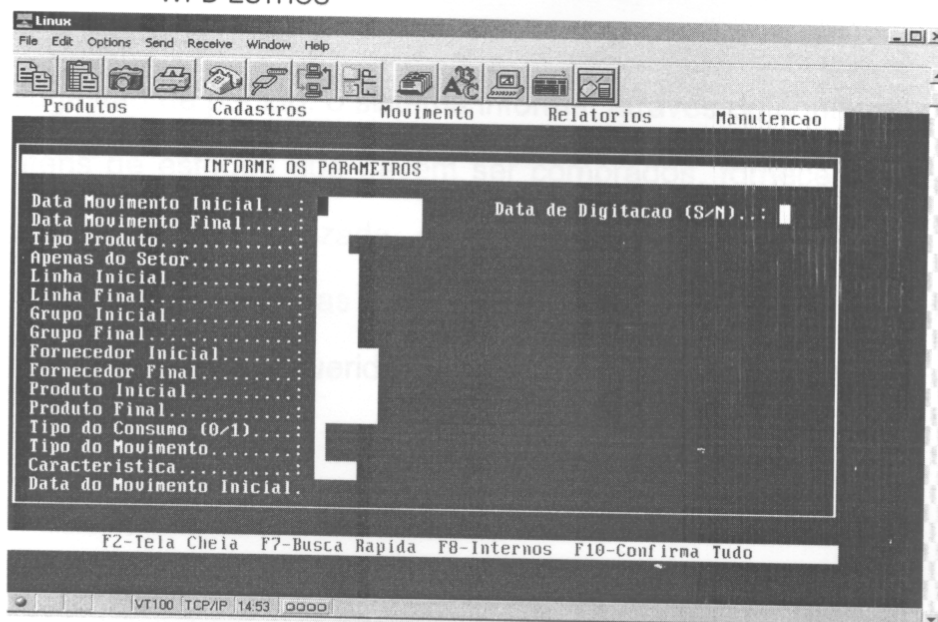 Linux
File Edit Options Send Receive Window Help
FTP
Produtos Cadastros Movimento Relatorios Manutencao
INFORME OS PARAMETROS
Data Movimento Inicial...: Data de Digitacao (S/N)..:
Data Movimento Final.....:
Tipo Produto.............:
Apenas do Setor..........:
Linha Inicial............:
Linha Final..............:
Grupo Inicial............:
Grupo Final..............:
Fornecedor Inicial.......:
Fornecedor Final.........:
Produto Inicial..........:
Produto Final............:
Tipo do Consumo (0/1)....:
Tipo do Movimento........:
Caracteristica...........:
Data do Movimento Inicial.
F2-Tela Cheia F7-Busca Rapida F8-Internos F10-Confirma Tudo
VT100 TCP/IP 14:53